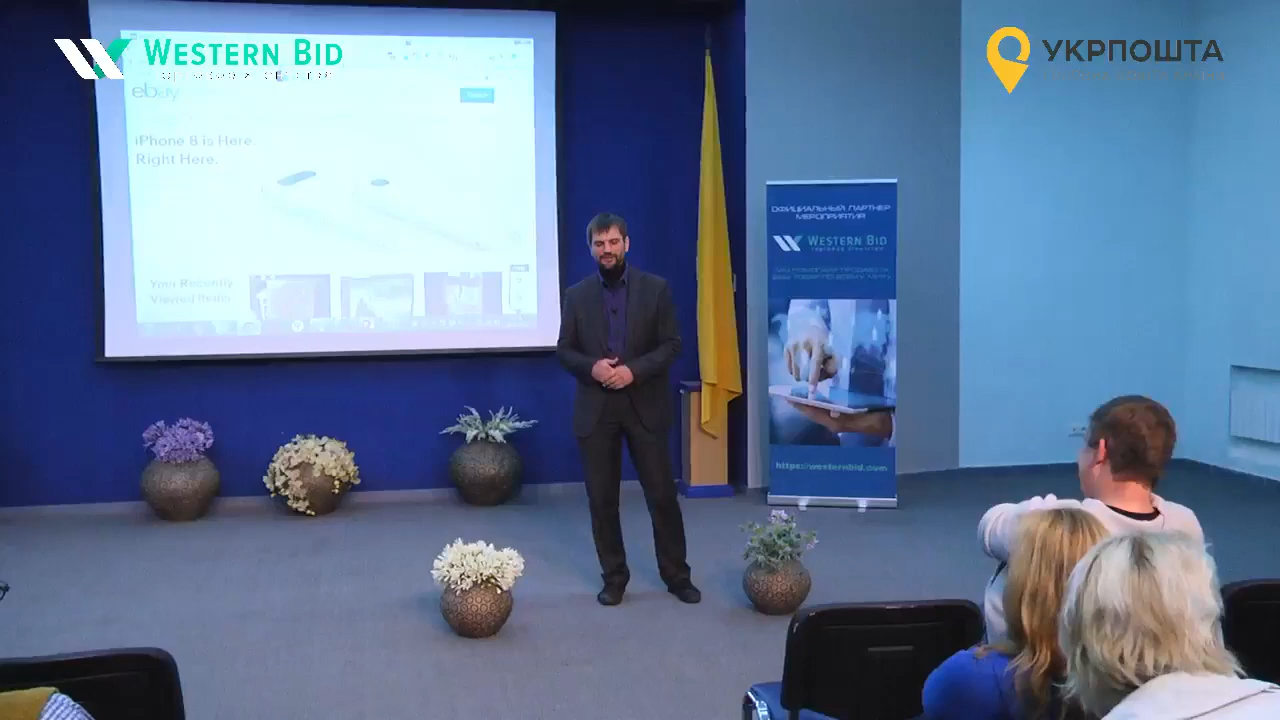 WESTERN BID
УКРПОШТА
ebay
iPhone 8 is Here.
Right Here.
Your Recently
Viewed Items
ОФИЦИАЛЬНЫЙ ПАРТНЕР
МЕРОПРИЯТИЯ
WESTERN BID
https://westernbid.com